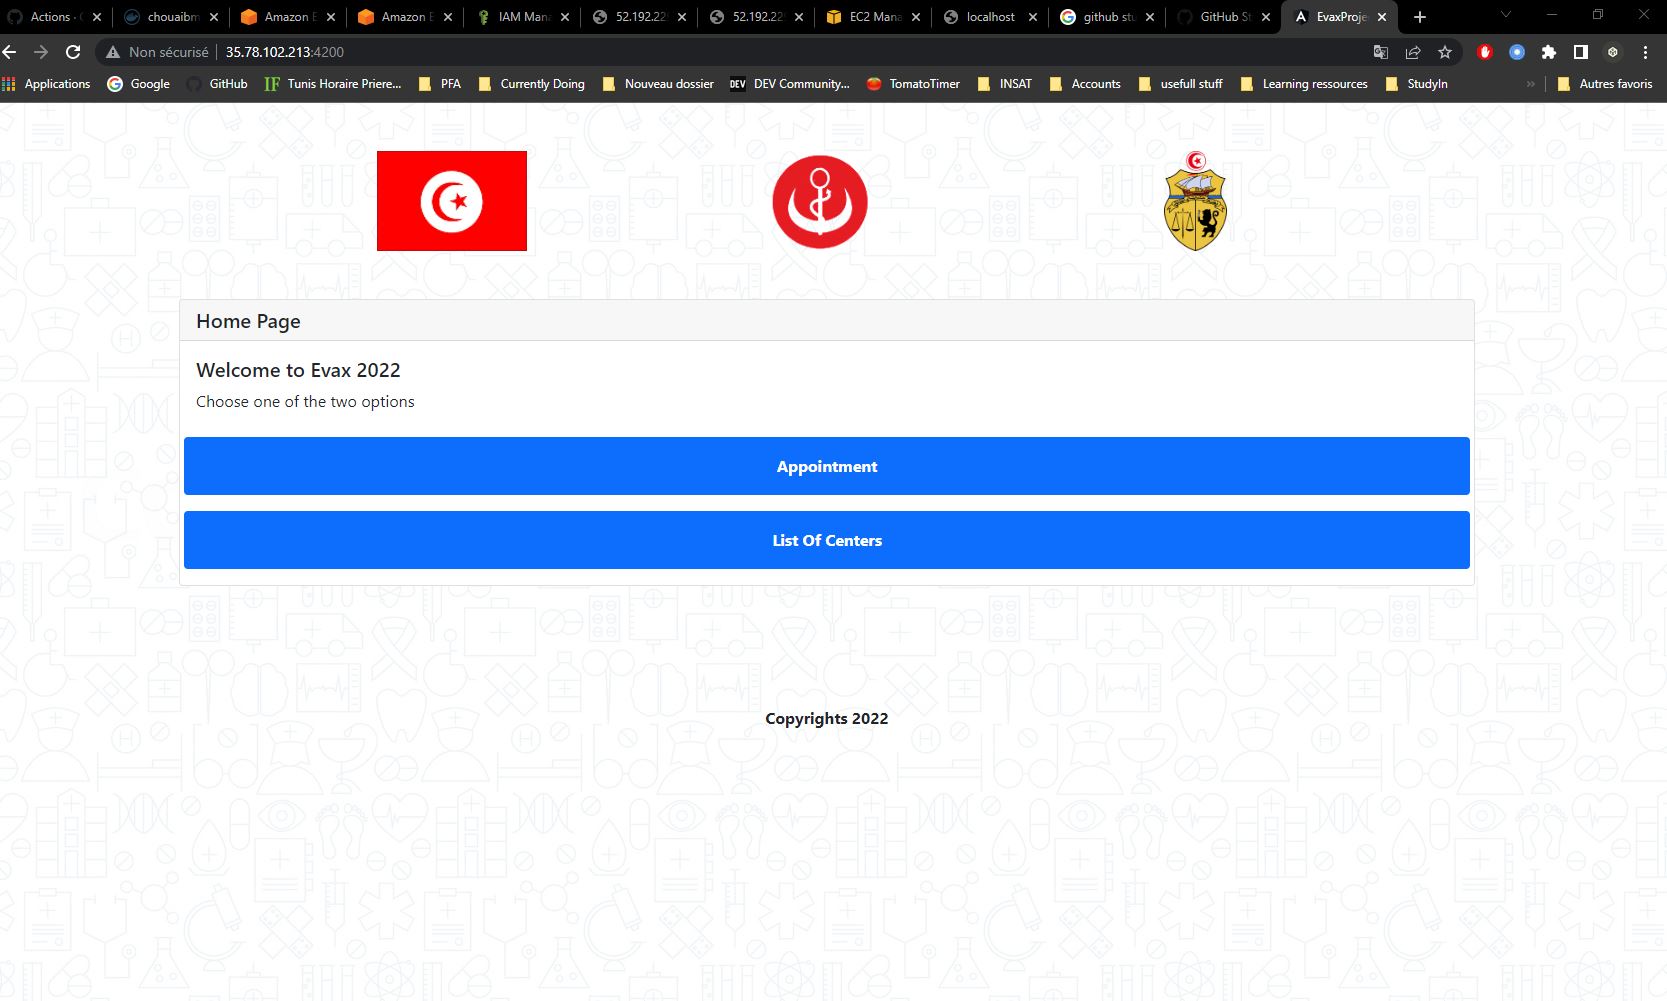 Actions · chouaibm Amazon E Amazon E IAM Mana 52.192.22 52.192.22 EC2 Mana localhost github stu GitHub St EvaxProje
Non sécurisé 35.78.102.213:4200
Applications Google GitHub IF Tunis Horaire Priere... PFA Currently Doing Nouveau dossier DEV DEV Community... TomatoTimer INSAT Accounts usefull stuff Learning ressources StudyIn » Autres favoris
Home Page
Welcome to Evax 2022
Choose one of the two options
Appointment
List Of Centers
Copyrights 2022